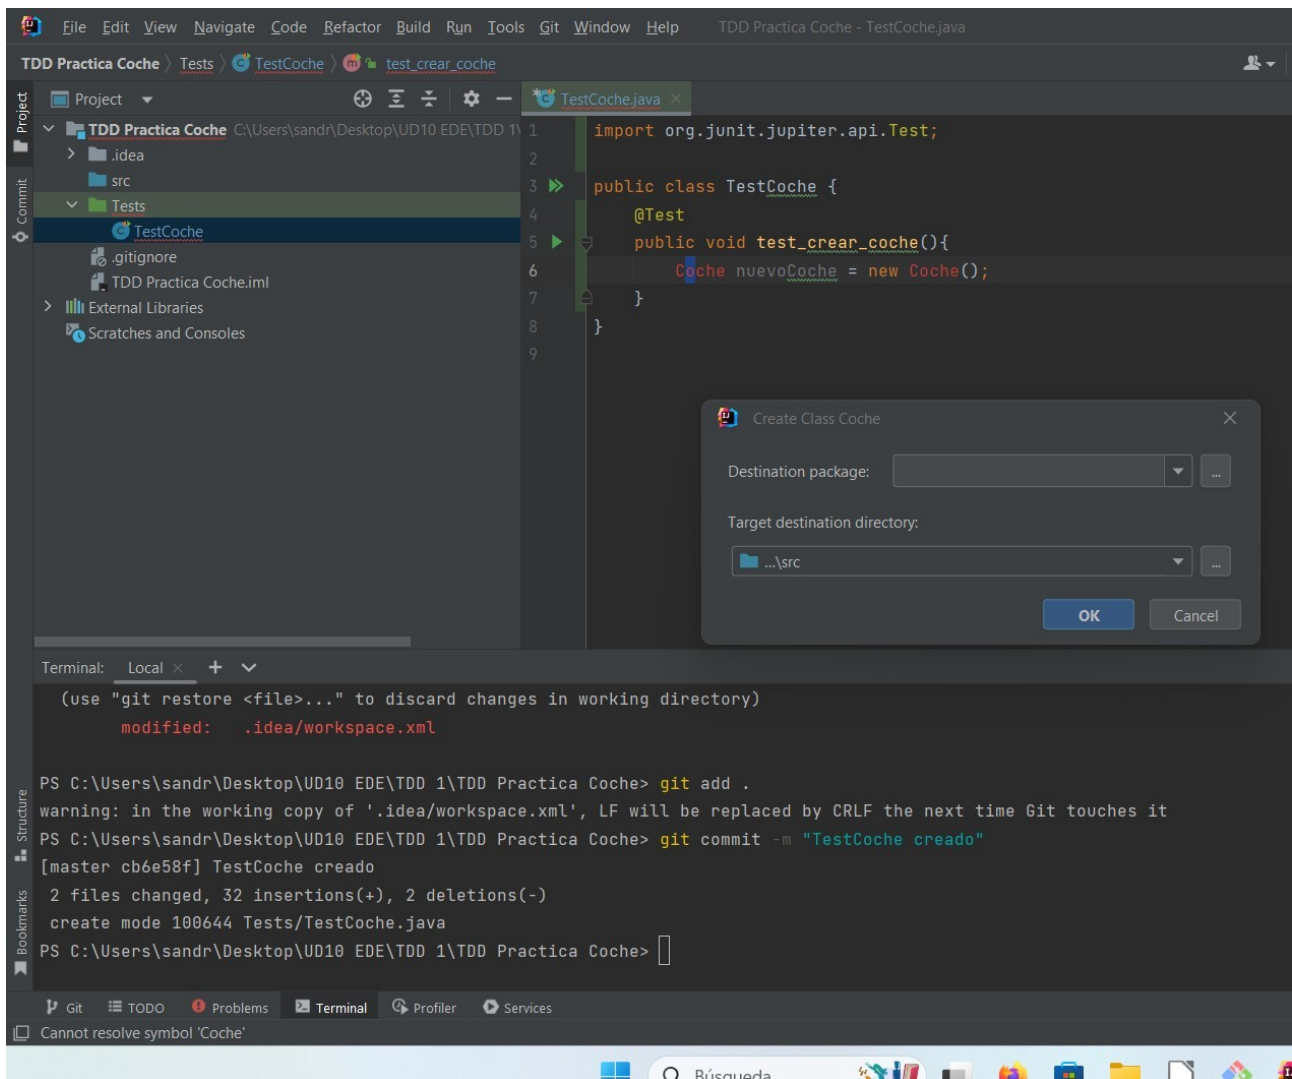 File Edit View Navigate Code Refactor Build Run Tools Git Window Help TDD Practica Coche - TestCoche.java
TDD Practica Coche Tests TestCoche test_crear_coche
Project
TestCoche.java
Project
Commit
TDD Practica Coche C:\Users\sandr\Desktop\UD10 EDE\TDD 1\
.idea
src
Tests
TestCoche
.gitignore
TDD Practica Coche.iml
External Libraries
Scratches and Consoles
1 import org.junit.jupiter.api.Test;
2
3 public class TestCoche {
4 @Test
5 public void test_crear_coche(){
6 Coche nuevoCoche = new Coche();
7 }
8 }
9
Create Class Coche
Destination package:
...
Target destination directory:
...\src
...
OK Cancel
Terminal: Local
(use "git restore <file>..." to discard changes in working directory)
modified: .idea/workspace.xml
PS C:\Users\sandr\Desktop\UD10 EDE\TDD 1\TDD Practica Coche> git add .
warning: in the working copy of '.idea/workspace.xml', LF will be replaced by CRLF the next time Git touches it
PS C:\Users\sandr\Desktop\UD10 EDE\TDD 1\TDD Practica Coche> git commit -m "TestCoche creado"
[master cb6e58f] TestCoche creado
2 files changed, 32 insertions(+), 2 deletions(-)
create mode 100644 Tests/TestCoche.java
PS C:\Users\sandr\Desktop\UD10 EDE\TDD 1\TDD Practica Coche>
Structure
Bookmarks
Git TODO Problems Terminal Profiler Services
Cannot resolve symbol 'Coche'
Búsqueda